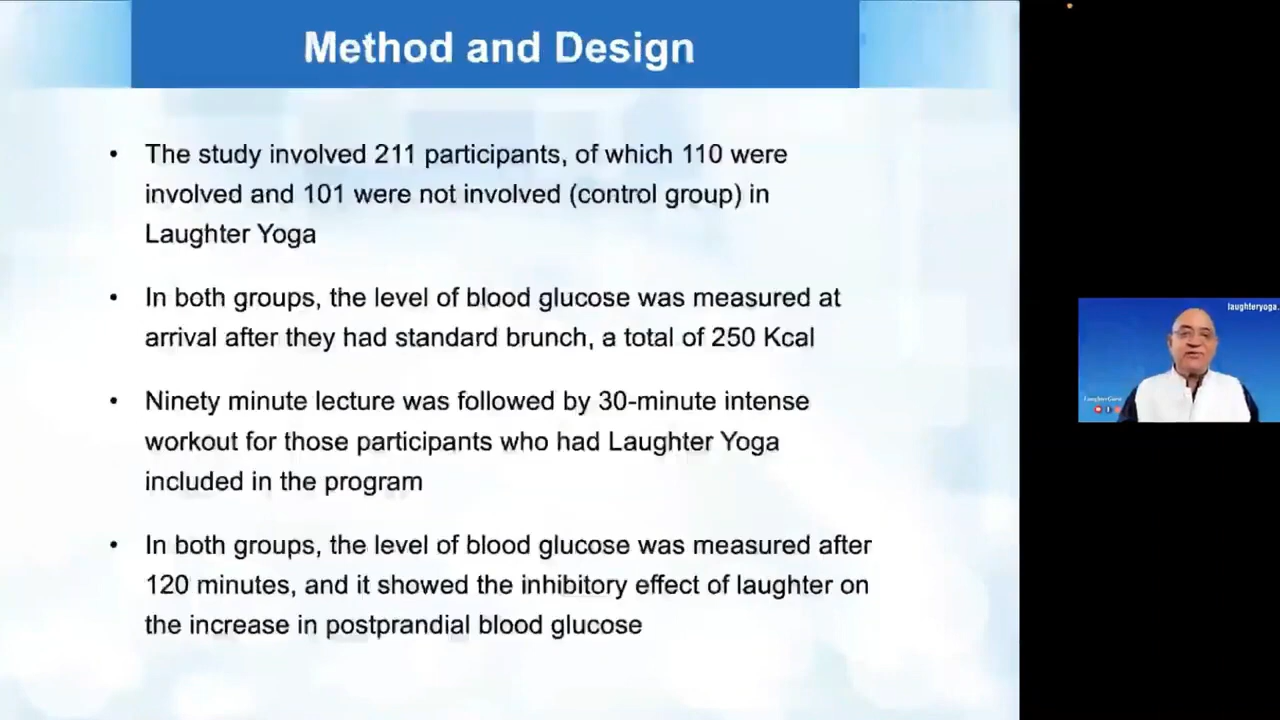 Method and Design
• The study involved 211 participants, of which 110 were
involved and 101 were not involved (control group) in
Laughter Yoga
• In both groups, the level of blood glucose was measured at
arrival after they had standard brunch, a total of 250 Kcal
• Ninety minute lecture was followed by 30-minute intense
workout for those participants who had Laughter Yoga
included in the program
• In both groups, the level of blood glucose was measured after
120 minutes, and it showed the inhibitory effect of laughter on
the increase in postprandial blood glucose
laughteryoga.